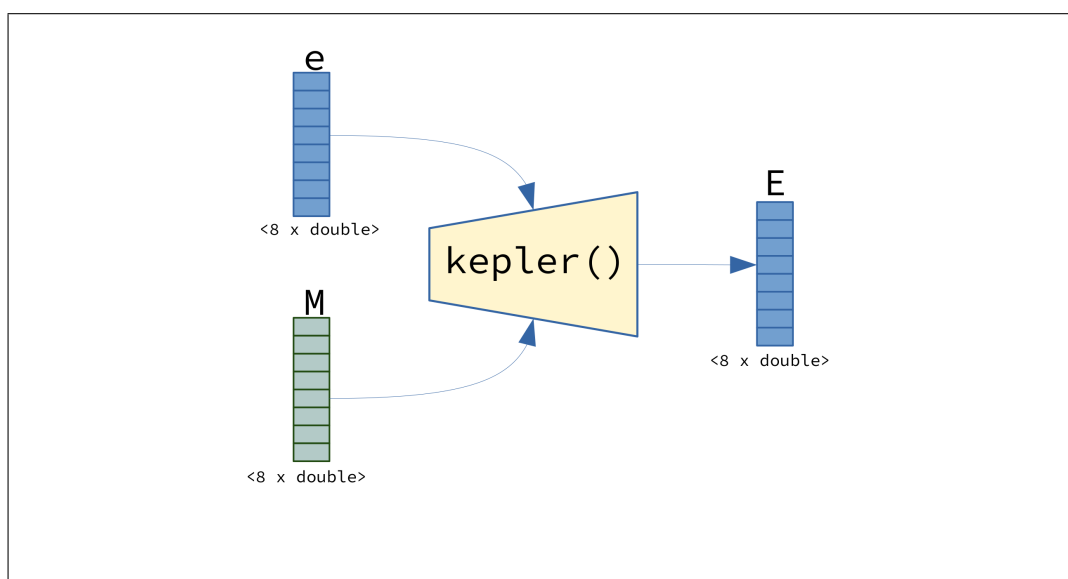 e
<8 x double>
M
<8 x double>
kepler()
E
<8 x double>